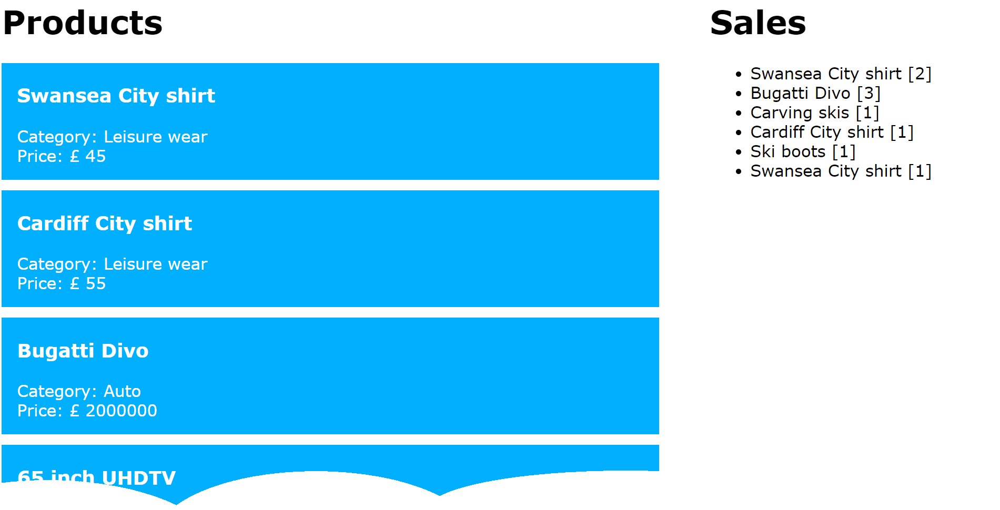 Products
Swansea City shirt
Category: Leisure wear
Price: £ 45
Cardiff City shirt
Category: Leisure wear
Price: £ 55
Bugatti Divo
Category: Auto
Price: £ 2000000
65 inch UHDTV
Sales
• Swansea City shirt [2]
• Bugatti Divo [3]
• Carving skis [1]
• Cardiff City shirt [1]
• Ski boots [1]
• Swansea City shirt [1]